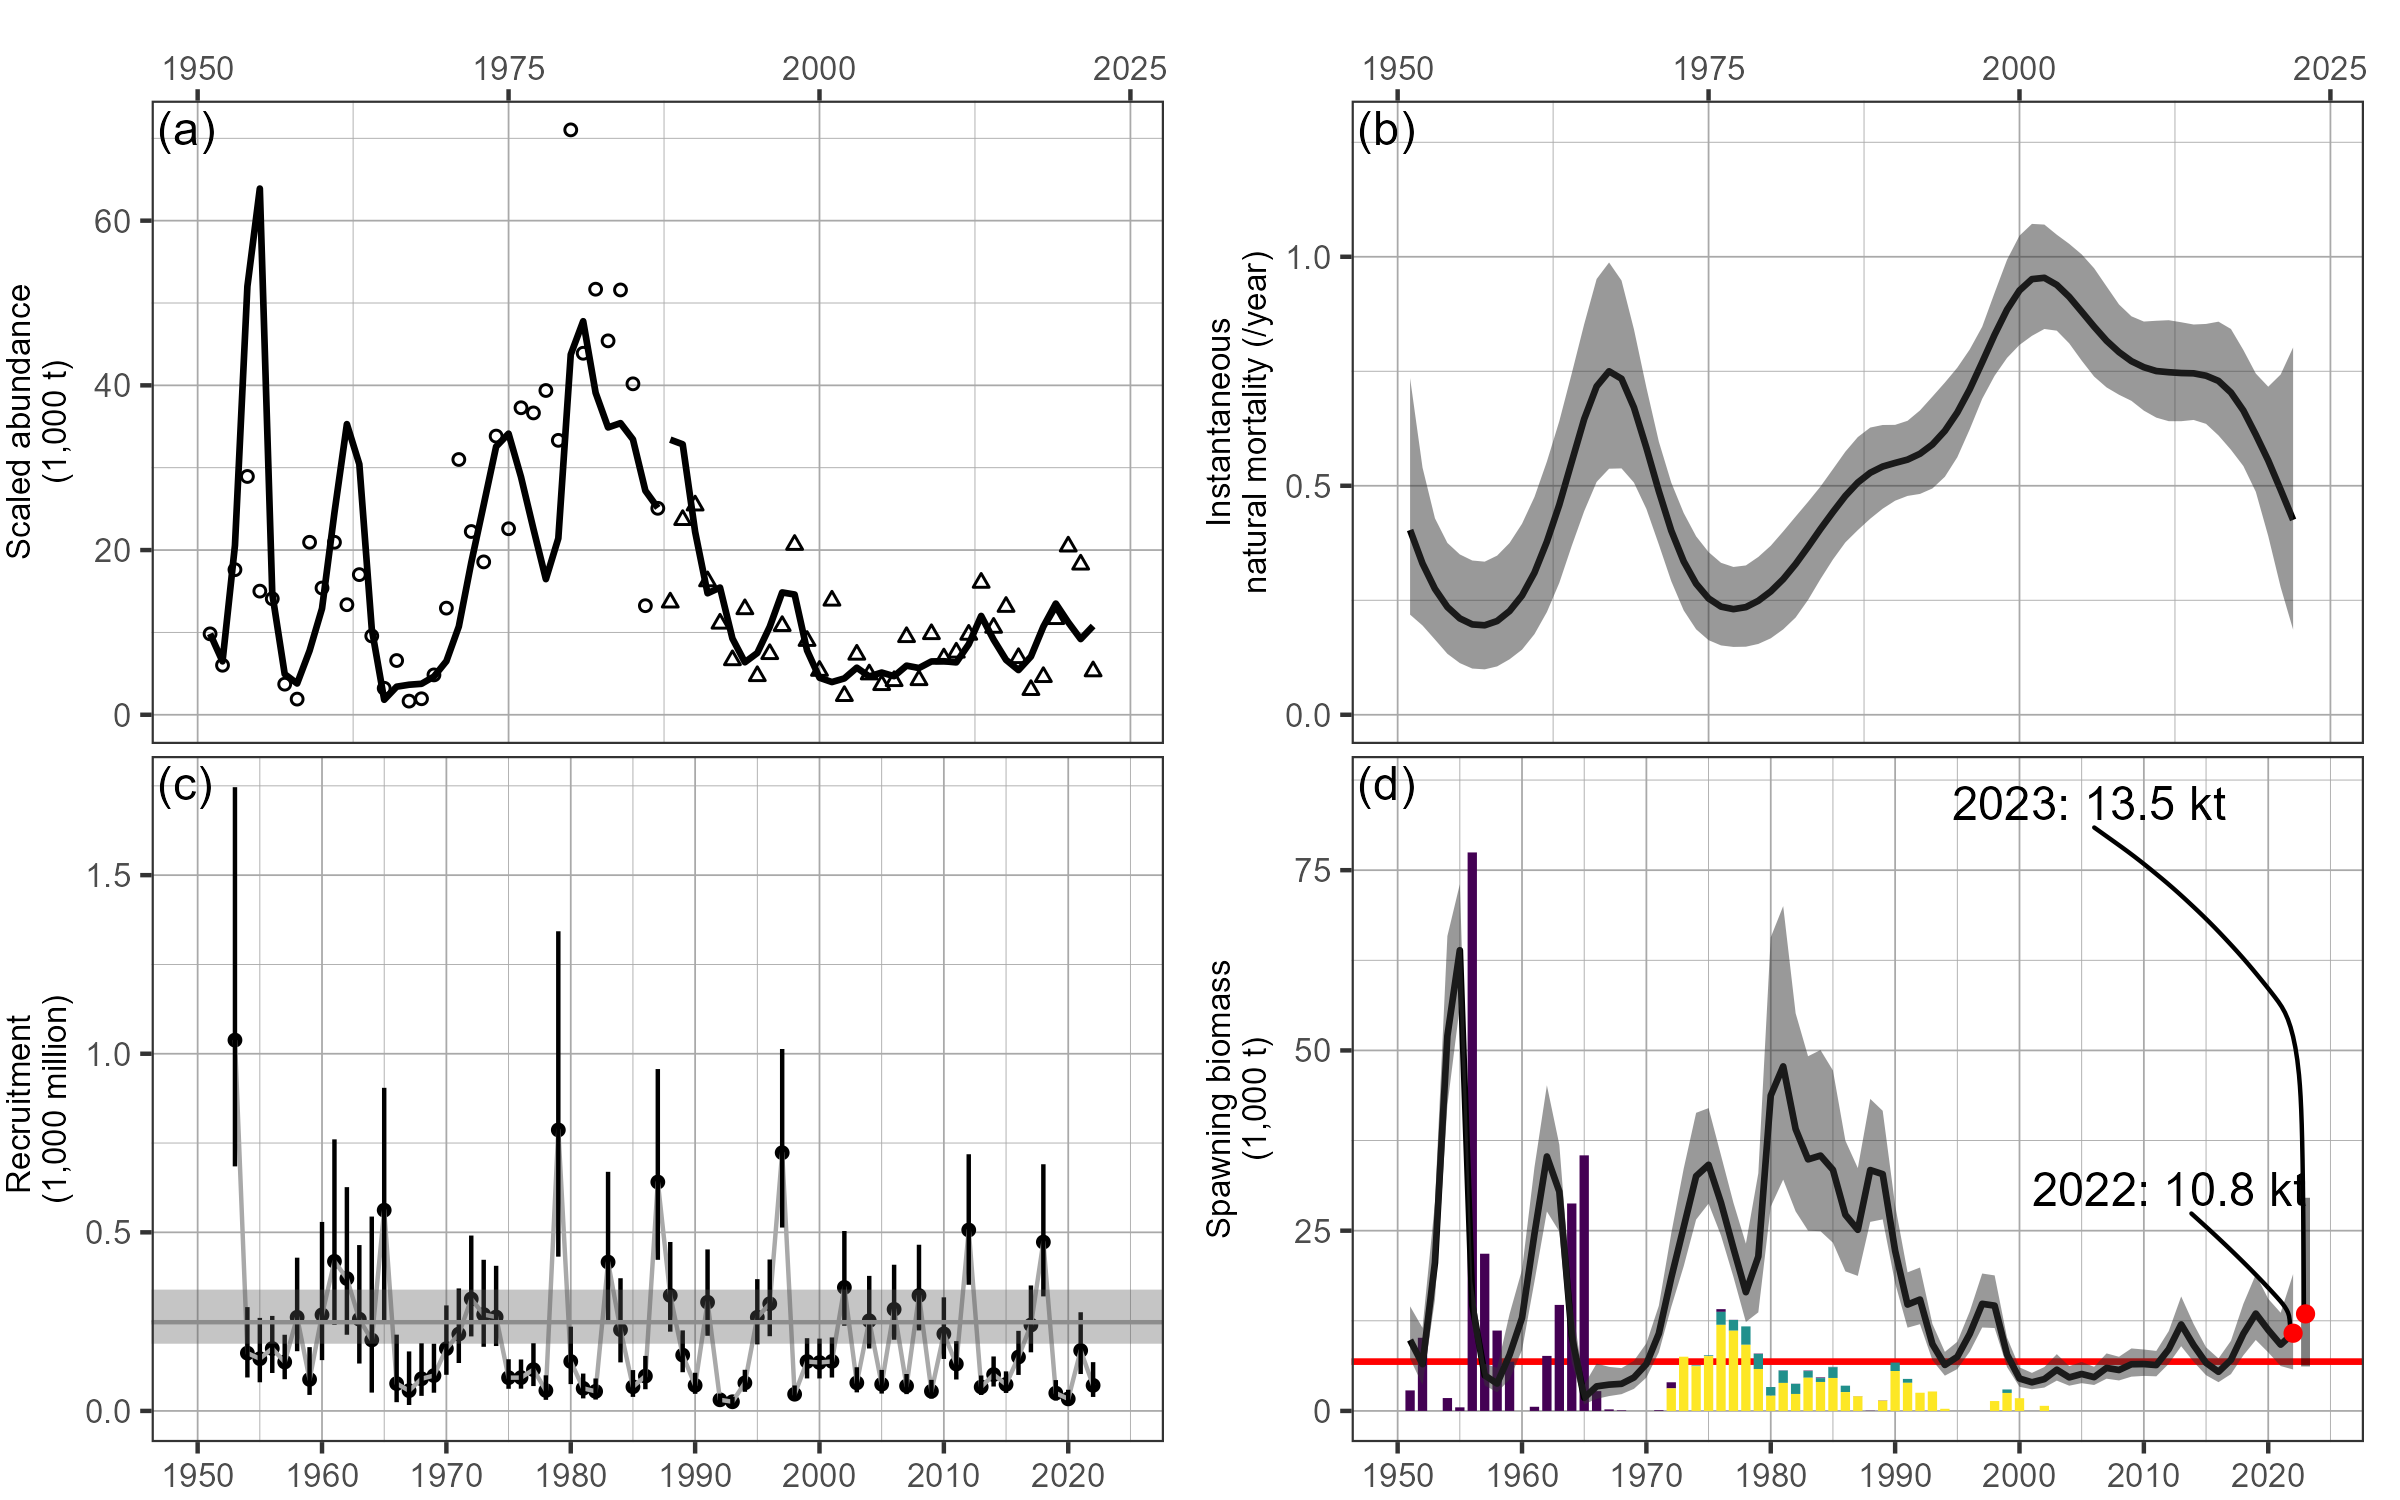 1950 1975 2000 2025
1950 1975 2000 2025
(a)
60
40
20
0
Scaled abundance
(1,000 t)
(b)
1.0
0.5
0.0
Instantaneous
natural mortality (/year)
(c)
1.5
1.0
0.5
0.0
Recruitment
(1,000 million)
1950 1960 1970 1980 1990 2000 2010 2020
(d)
2023: 13.5 kt
2022: 10.8 kt
75
50
25
0
Spawning biomass
(1,000 t)
1950 1960 1970 1980 1990 2000 2010 2020